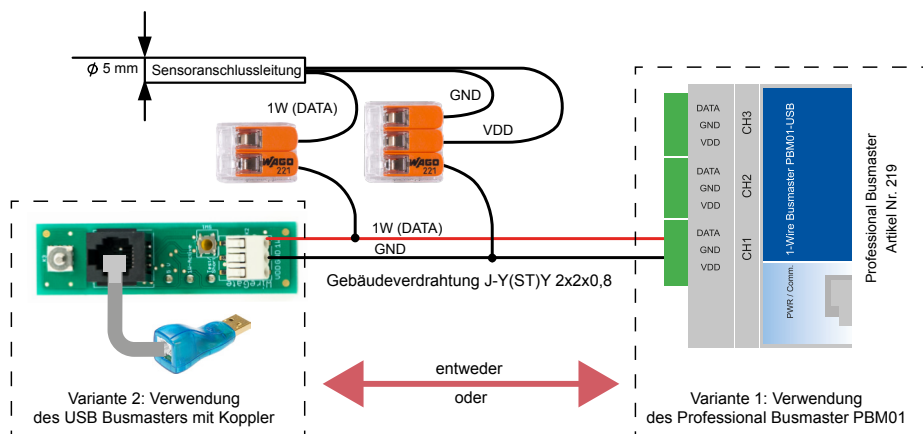 ϕ 5 mm
Sensoranschlussleitung
1W (DATA)
GND
VDD
WAGO
221
WAGO
221
1W (DATA)
GND
Gebäudeverdrahtung J-Y(ST)Y 2x2x0,8
DATA
GND
VDD
CH3
DATA
GND
VDD
CH2
DATA
GND
VDD
CH1
1-Wire Busmaster PBM01-USB
PWR / Comm.
Professional Busmaster
Artikel Nr. 219
entweder
oder
Variante 2: Verwendung
des USB Busmasters mit Koppler
Variante 1: Verwendung
des Professional Busmaster PBM01